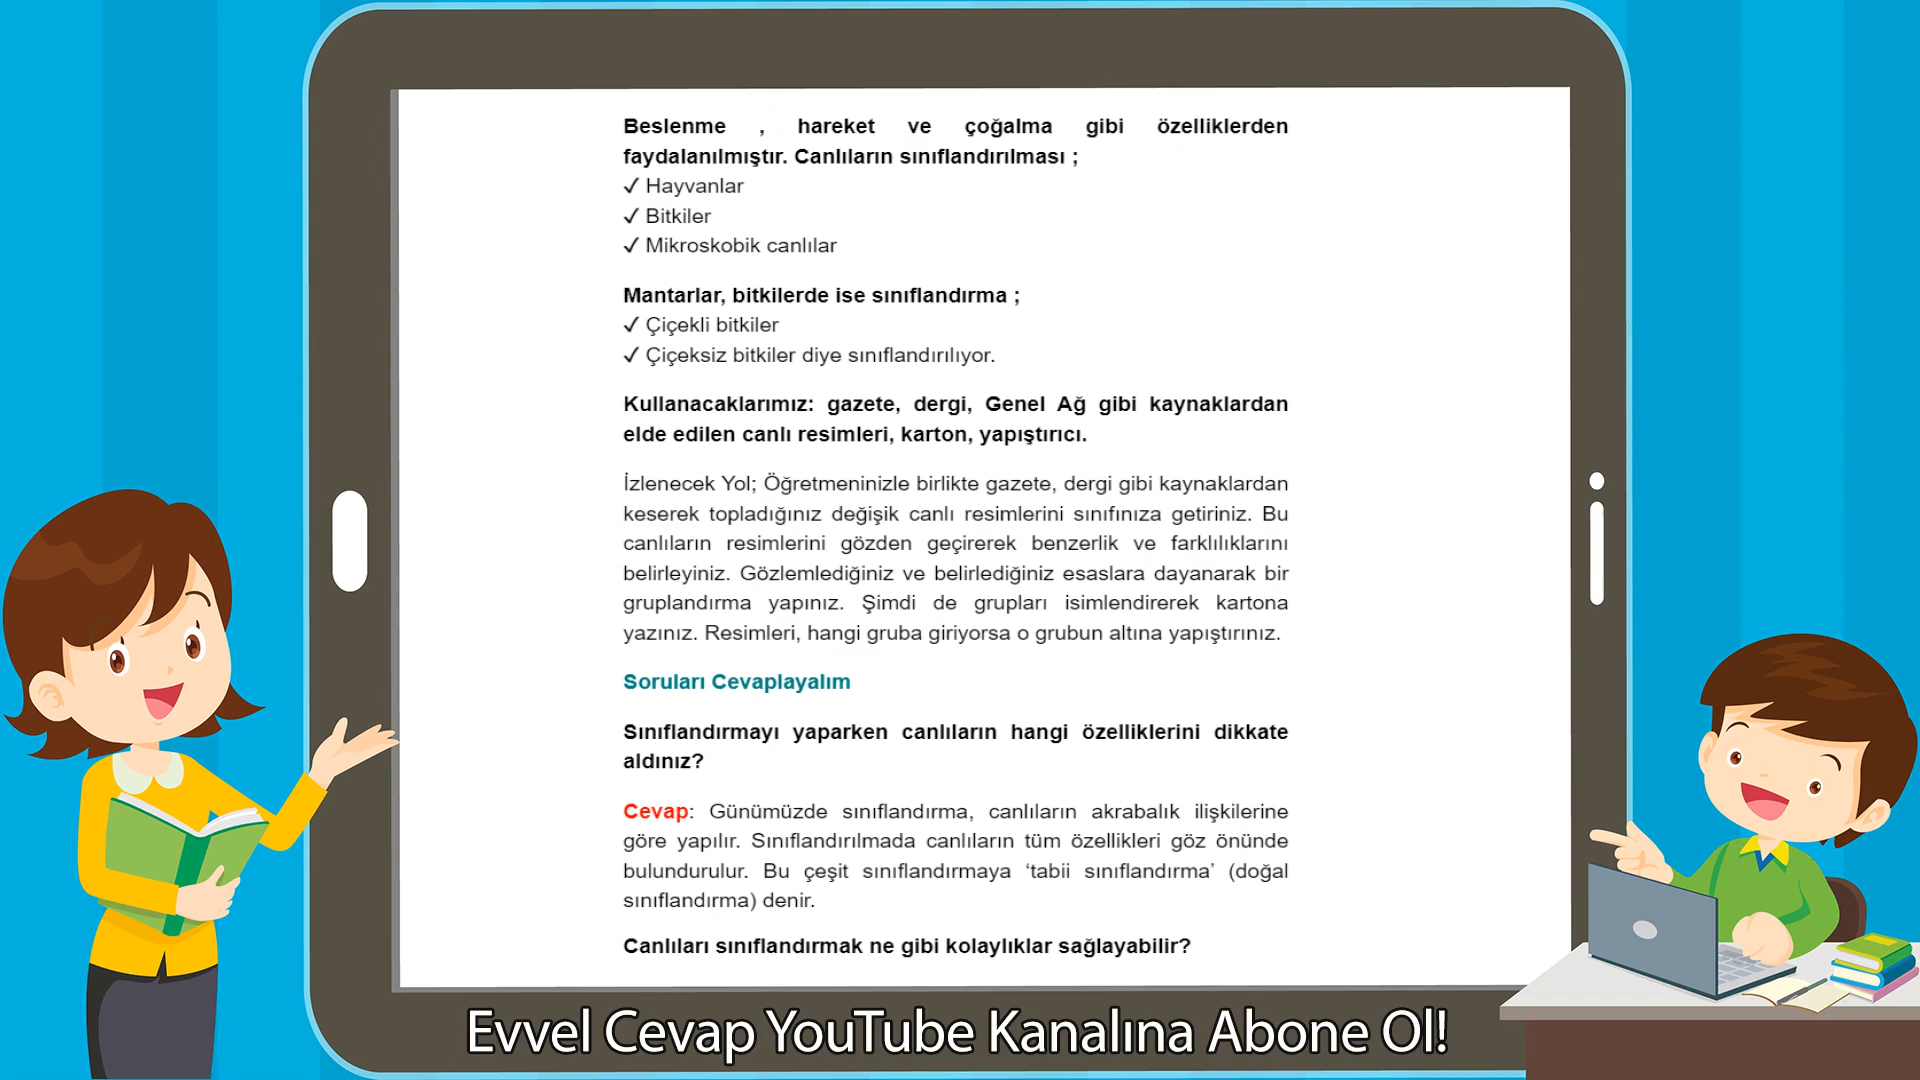 Beslenme , hareket ve çoğalma gibi özelliklerden
faydalanılmıştır. Canlıların sınıflandırılması ;
✓ Hayvanlar
✓ Bitkiler
✓ Mikroskobik canlılar
Mantarlar, bitkilerde ise sınıflandırma ;
✓ Çiçekli bitkiler
✓ Çiçeksiz bitkiler diye sınıflandırılıyor.
Kullanacaklarımız: gazete, dergi, Genel Ağ gibi kaynaklardan
elde edilen canlı resimleri, karton, yapıştırıcı.
İzlenecek Yol; Öğretmeninizle birlikte gazete, dergi gibi kaynaklardan
keserek topladığınız değişik canlı resimlerini sınıfınıza getiriniz. Bu
canlıların resimlerini gözden geçirerek benzerlik ve farklılıklarını
belirleyiniz. Gözlemlediğiniz ve belirlediğiniz esaslara dayanarak bir
gruplandırma yapınız. Şimdi de grupları isimlendirerek kartona
yazınız. Resimleri, hangi gruba giriyorsa o grubun altına yapıştırınız.
Soruları Cevaplayalım
Sınıflandırmayı yaparken canlıların hangi özelliklerini dikkate
aldınız?
Cevap: Günümüzde sınıflandırma, canlıların akrabalık ilişkilerine
göre yapılır. Sınıflandırılmada canlıların tüm özellikleri göz önünde
bulundurulur. Bu çeşit sınıflandırmaya ‘tabii sınıflandırma’ (doğal
sınıflandırma) denir.
Canlıları sınıflandırmak ne gibi kolaylıklar sağlayabilir?
Evvel Cevap YouTube Kanalına Abone Ol!